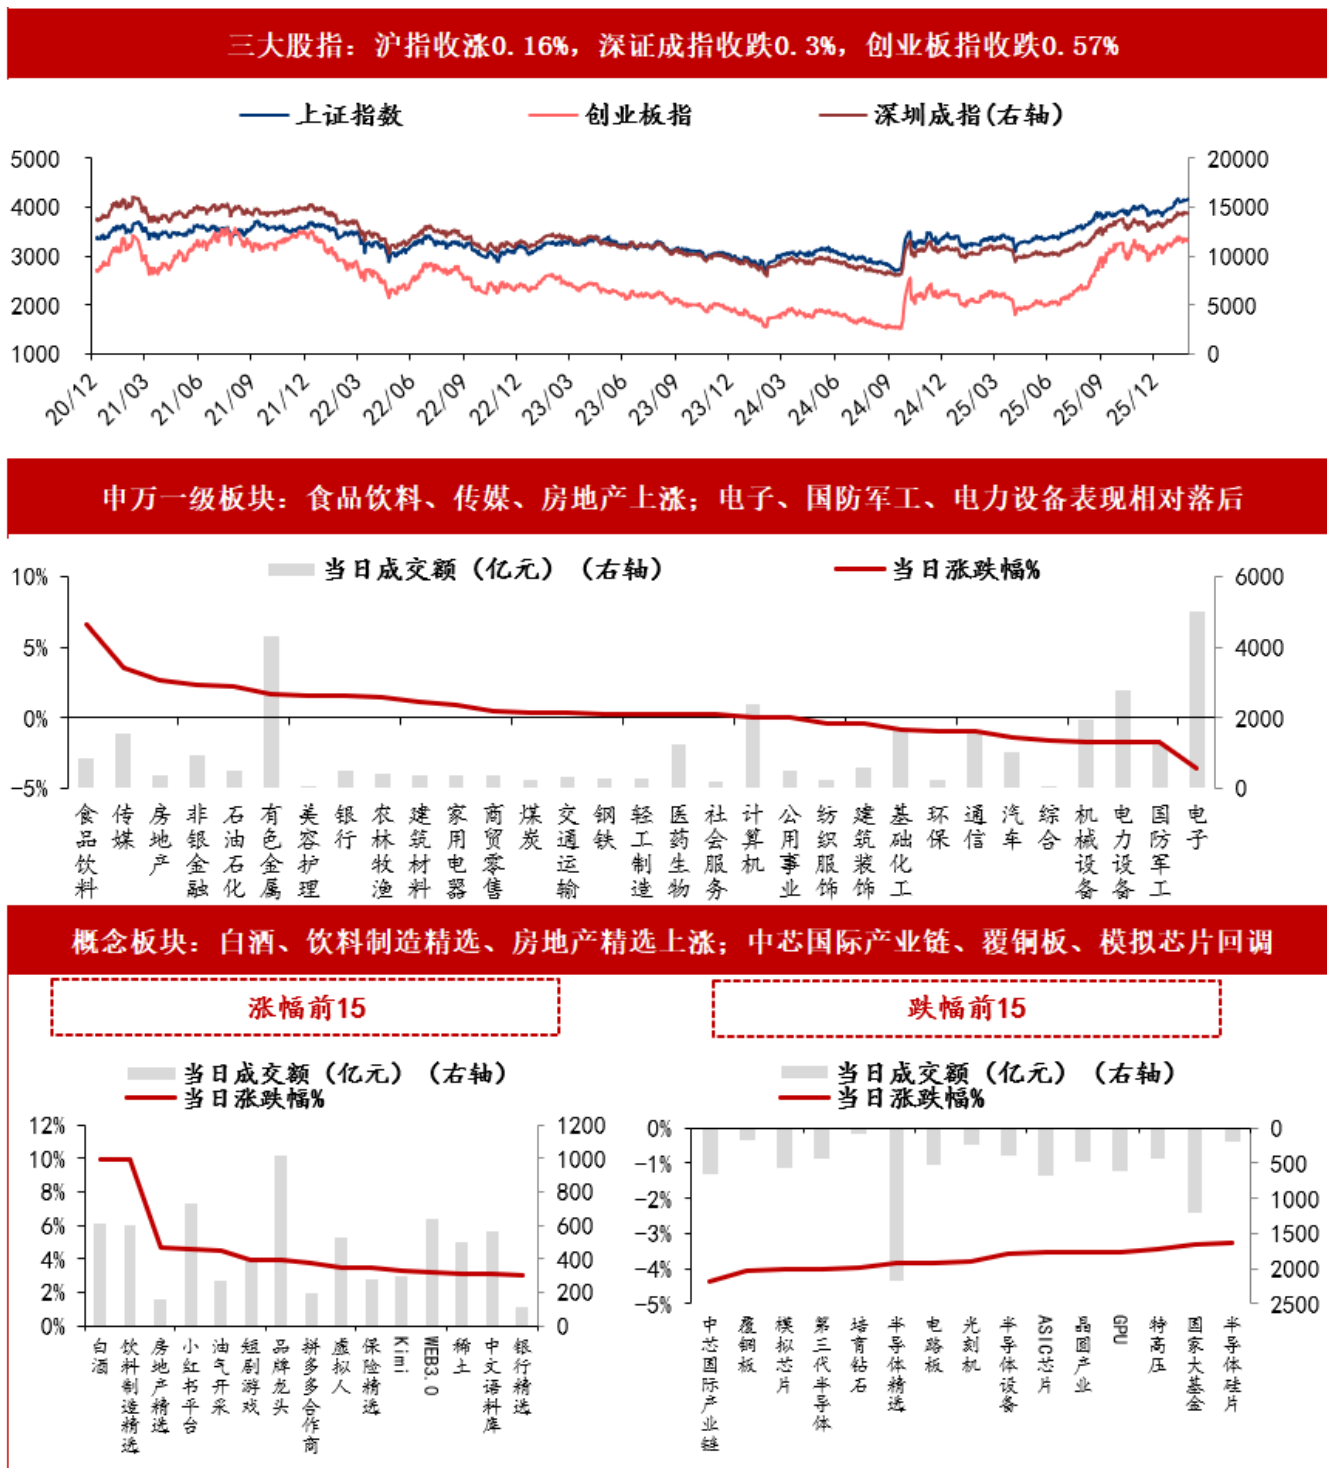 三大股指：沪指收涨0.16%，深证成指收跌0.3%，创业板指收跌0.57%
上证指数 创业板指 深圳成指(右轴)
5000 20000
4000 15000
3000 10000
2000 5000
1000 0
20/12 21/03 21/06 21/09 21/12 22/03 22/06 22/09 22/12 23/03 23/06 23/09 23/12 24/03 24/06 24/09 24/12 25/03 25/06 25/09 25/12
申万一级板块：食品饮料、传媒、房地产上涨；电子、国防军工、电力设备表现相对落后
当日成交额（亿元）（右轴） 当日涨跌幅%
10% 6000
5% 4000
0% 2000
-5% 0
食品饮料 传媒 房地产 非银金融 石油石化 有色金属 美容护理 银行 农林牧渔 建筑材料 家用电器 商贸零售 煤炭 交通运输 钢铁 轻工制造 医药生物 社会服务 计算机 公用事业 纺织服饰 建筑装饰 基础化工 环保 通信 汽车 综合 机械设备 电力设备 国防军工 电子
概念板块：白酒、饮料制造精选、房地产精选上涨；中芯国际产业链、覆铜板、模拟芯片回调
涨幅前15
当日成交额（亿元）（右轴）
当日涨跌幅%
12% 1200
10% 1000
8% 800
6% 600
4% 400
2% 200
0% 0
白酒 饮料制造精选 房地产精选 小红书平台 油气开采 短剧游戏 品牌龙头 拼多多合作商 虚拟人 保险精选 Kimi WEB3.0 稀土 中文语料库 银行精选
跌幅前15
当日成交额（亿元）（右轴）
当日涨跌幅%
0% 0
-1% 500
-2% 1000
-3% 1500
-4% 2000
-5% 2500
中芯国际产业链 覆铜板 模拟芯片 第三代半导体 培育钻石 半导体精选 电路板 光刻机 半导体设备 ASIC芯片 晶圆产业 GPU 特高压 国家大基金 半导体硅片